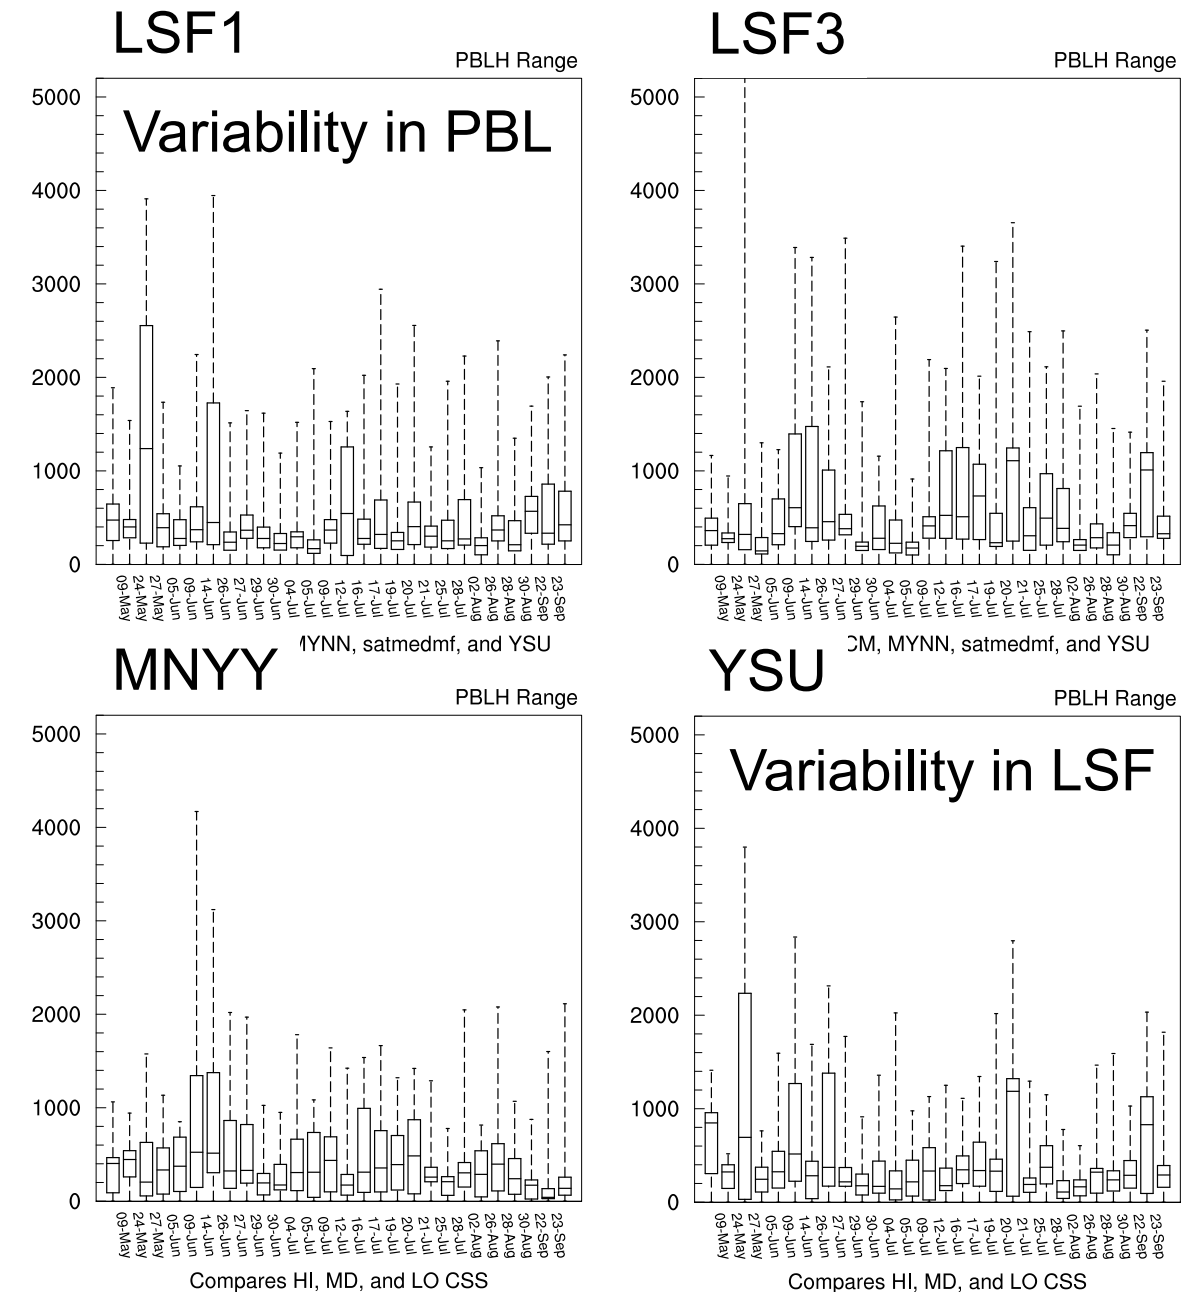 LSF1
PBLH Range
Variability in PBL
5000
4000
3000
2000
1000
0
09-May
24-May
27-May
05-Jun
09-Jun
14-Jun
26-Jun
27-Jun
29-Jun
30-Jun
04-Jul
05-Jul
09-Jul
12-Jul
16-Jul
17-Jul
19-Jul
20-Jul
21-Jul
25-Jul
28-Jul
02-Aug
26-Aug
28-Aug
30-Aug
22-Sep
23-Sep
satmedmf, and YSU
LSF3
PBLH Range
5000
4000
3000
2000
1000
0
09-May
24-May
27-May
05-Jun
09-Jun
14-Jun
26-Jun
27-Jun
29-Jun
30-Jun
04-Jul
05-Jul
09-Jul
12-Jul
16-Jul
17-Jul
19-Jul
20-Jul
21-Jul
25-Jul
28-Jul
02-Aug
26-Aug
28-Aug
30-Aug
22-Sep
23-Sep
MYNN, satmedmf, and YSU
MNYY
PBLH Range
5000
4000
3000
2000
1000
0
09-May
24-May
27-May
05-Jun
09-Jun
14-Jun
26-Jun
27-Jun
29-Jun
30-Jun
04-Jul
05-Jul
09-Jul
12-Jul
16-Jul
17-Jul
19-Jul
20-Jul
21-Jul
25-Jul
28-Jul
02-Aug
26-Aug
28-Aug
30-Aug
22-Sep
23-Sep
Compares HI, MD, and LO CSS
YSU
PBLH Range
Variability in LSF
5000
4000
3000
2000
1000
0
09-May
24-May
27-May
05-Jun
09-Jun
14-Jun
26-Jun
27-Jun
29-Jun
30-Jun
04-Jul
05-Jul
09-Jul
12-Jul
16-Jul
17-Jul
19-Jul
20-Jul
21-Jul
25-Jul
28-Jul
02-Aug
26-Aug
28-Aug
30-Aug
22-Sep
23-Sep
Compares HI, MD, and LO CSS